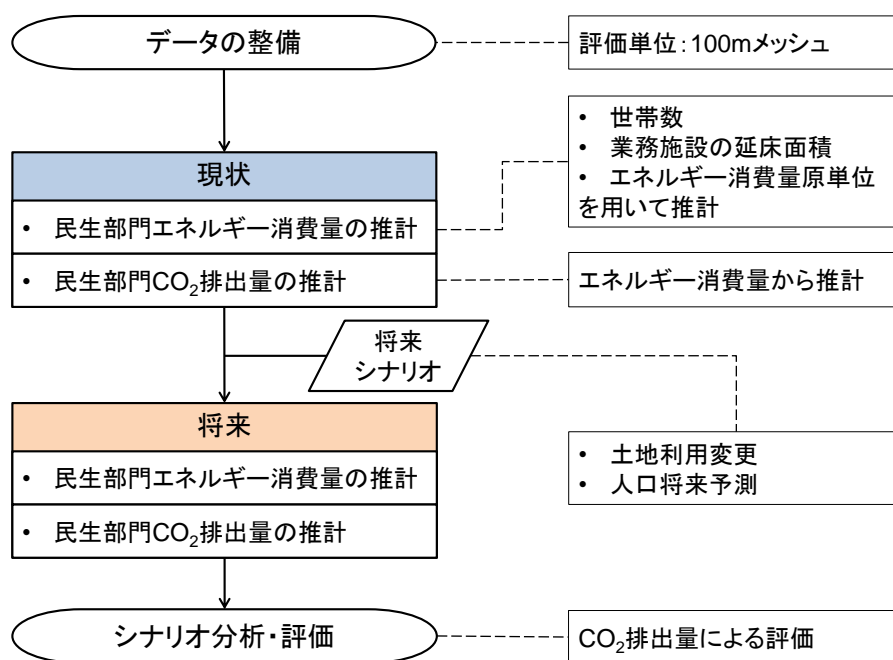 データの整備
評価単位：100mメッシュ
• 世帯数
• 業務施設の延床面積
• エネルギー消費量原単位
を用いて推計
現状
• 民生部門エネルギー消費量の推計
• 民生部門CO₂排出量の推計
エネルギー消費量から推計
将来
シナリオ
将来
• 民生部門エネルギー消費量の推計
• 民生部門CO₂排出量の推計
• 土地利用変更
• 人口将来予測
シナリオ分析・評価
CO₂排出量による評価